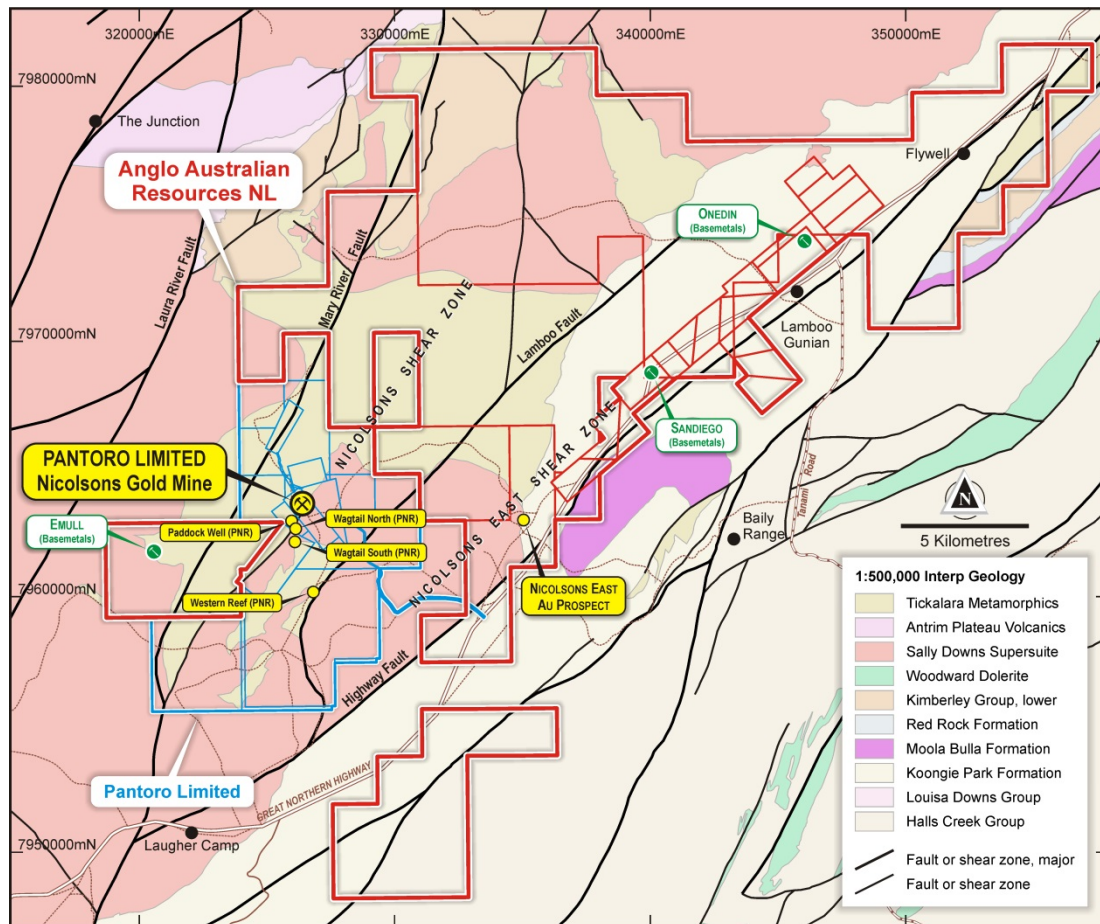 320000mE
330000mE
340000mE
350000mE
7980000mN
The Junction
Flywell
Anglo Australian
Resources NL
ONEDIN
(Basemetals)
Laura River Fault
Mary River Fault
NICOLSONS SHEAR ZONE
Lamboo Fault
Lamboo
Gunian
7970000mN
SANDIEGO
(Basemetals)
NICOLSONS EAST SHEAR ZONE
PANTORO LIMITED
Nicolsons Gold Mine
Tanami Road
EMULL
(Basemetals)
Paddock Well (PNR)
Wagtail North (PNR)
Wagtail South (PNR)
Baily
Range
N
5 Kilometres
NICOLSONS EAST
AU PROSPECT
Western Reef (PNR)
7960000mN
Highway Fault
Pantoro Limited
GREAT NORTHERN HIGHWAY
Laugher Camp
7950000mN
1:500,000 Interp Geology
Tickalara Metamorphics
Antrim Plateau Volcanics
Sally Downs Supersuite
Woodward Dolerite
Kimberley Group, lower
Red Rock Formation
Moola Bulla Formation
Koongie Park Formation
Louisa Downs Group
Halls Creek Group
Fault or shear zone, major
Fault or shear zone